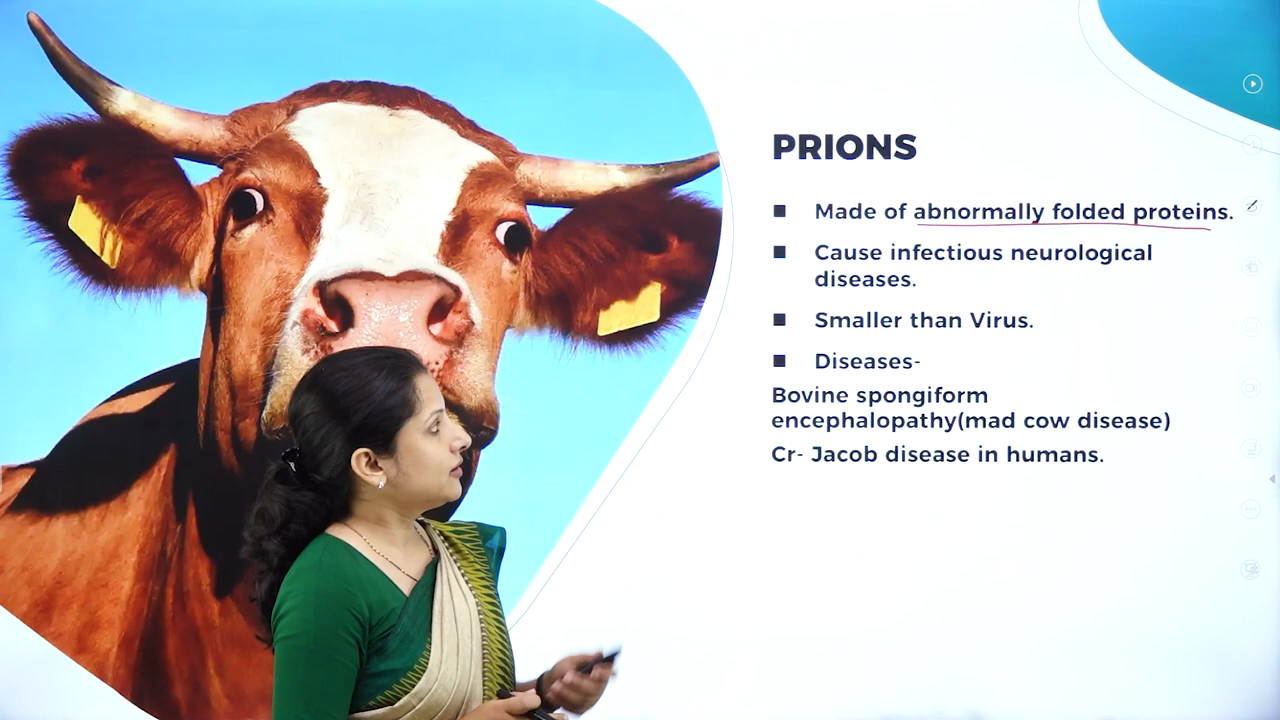 PRIONS
■ Made of abnormally folded proteins.
■ Cause infectious neurological
diseases.
■ Smaller than Virus.
■ Diseases-
Bovine spongiform
encephalopathy(mad cow disease)
Cr- Jacob disease in humans.